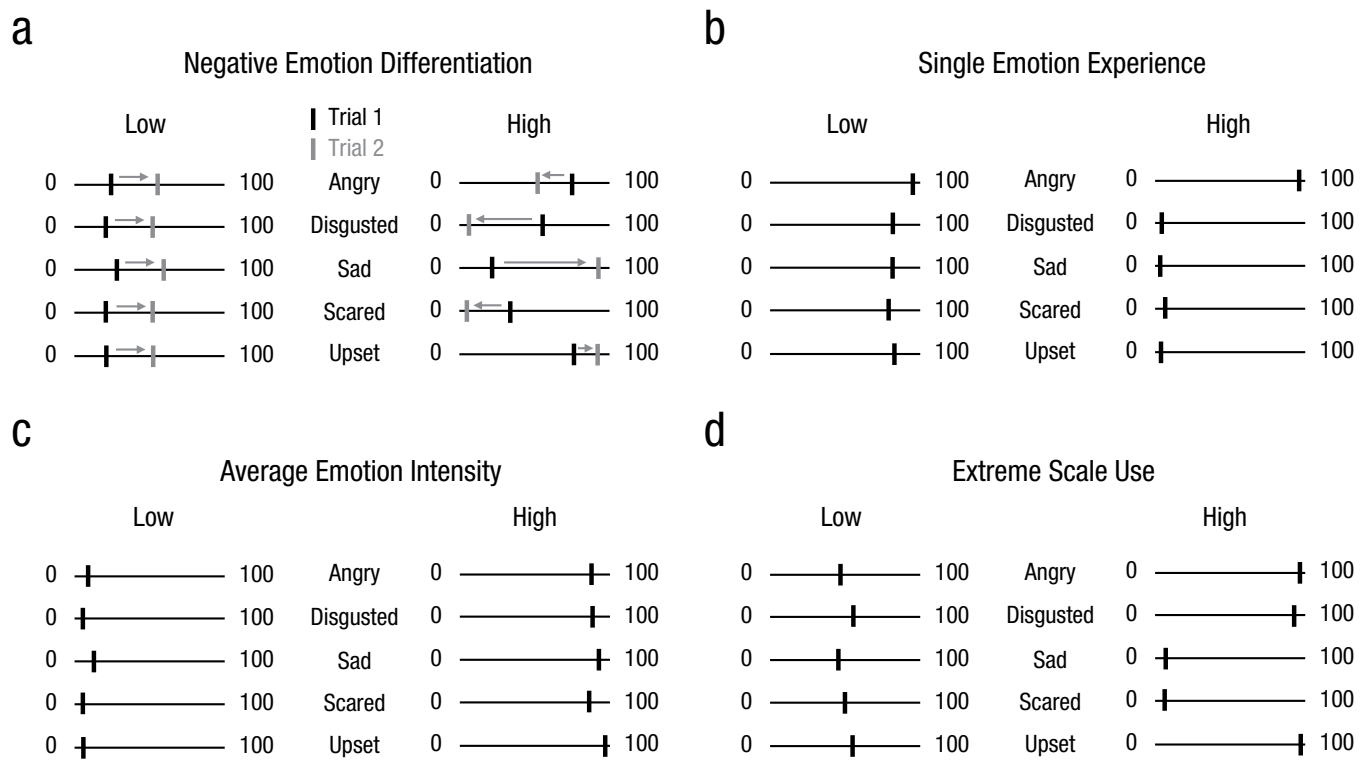 a
Negative Emotion Differentiation
Low
Trial 1
Trial 2
High
0 100 Angry 0 100
0 100 Disgusted 0 100
0 100 Sad 0 100
0 100 Scared 0 100
0 100 Upset 0 100
b
Single Emotion Experience
Low High
0 100 Angry 0 100
0 100 Disgusted 0 100
0 100 Sad 0 100
0 100 Scared 0 100
0 100 Upset 0 100
c
Average Emotion Intensity
Low High
0 100 Angry 0 100
0 100 Disgusted 0 100
0 100 Sad 0 100
0 100 Scared 0 100
0 100 Upset 0 100
d
Extreme Scale Use
Low High
0 100 Angry 0 100
0 100 Disgusted 0 100
0 100 Sad 0 100
0 100 Scared 0 100
0 100 Upset 0 100